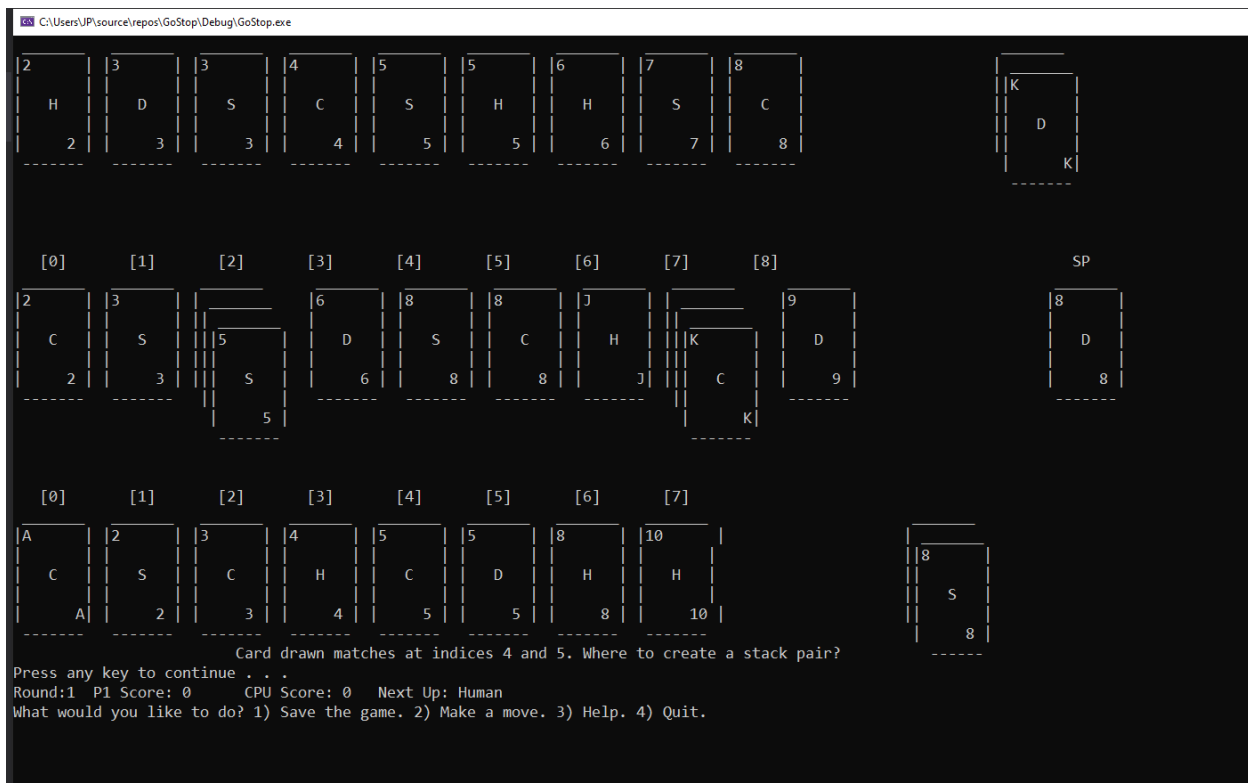 C:\Users\JP\source\repos\GoStop\Debug\GoStop.exe
2 3 3 4 5 5 6 7 8
K
H D S C S H H S C
D
2 3 3 4 5 5 6 7 8
K
[0] [1] [2] [3] [4] [5] [6] [7] [8] SP
2 3 6 8 8 J 9 8
5 K
C S D S C H D D
2 3 S 6 8 8 J C 9 8
5 K
[0] [1] [2] [3] [4] [5] [6] [7]
A 2 3 4 5 5 8 10
8
C S C H C D H H
S
A 2 3 4 5 5 8 10
8
Card drawn matches at indices 4 and 5. Where to create a stack pair?
Press any key to continue . . .
Round:1 P1 Score: 0 CPU Score: 0 Next Up: Human
What would you like to do? 1) Save the game. 2) Make a move. 3) Help. 4) Quit.